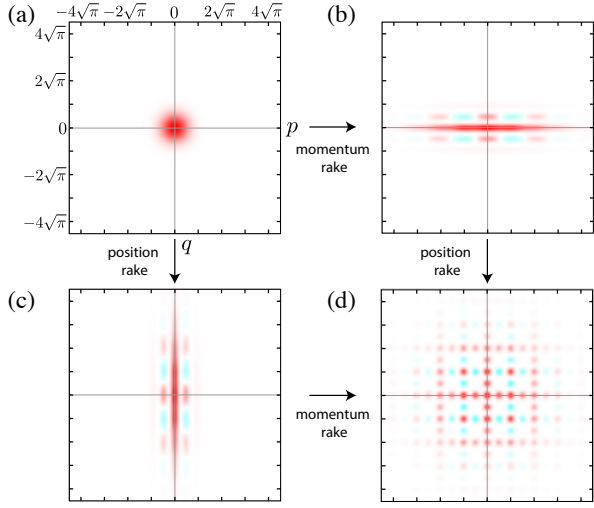 (a) −4√π −2√π 0 2√π 4√π (b)
4√π
2√π
0
−2√π
−4√π
p
momentum
rake
q
position
rake
position
rake
(c) (d)
momentum
rake